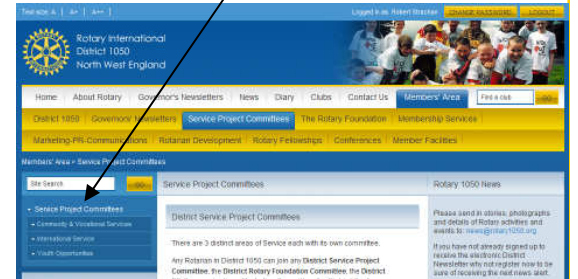 Text size: A | A+ | A++ |
Logged in as: Robert Strachan CHANGE PASSWORD LOGOUT
Rotary International
District 1050
North West England
Home About Rotary Governor's Newsletters News Diary Clubs Contact Us Members' Area Find a club GO
District 1050 Governors' Newsletters Service Project Committees The Rotary Foundation Membership Services
Marketing-PR-Communications Rotarian Development Rotary Fellowships Conferences Member Facilities
Members' Area > Service Project Committees
Site Search GO
Service Project Committees
Community & Vocational Services
International Service
Youth Opportunities
Service Project Committees
District Service Project Committees
There are 3 distinct areas of Service each with its own committee.
Any Rotarian in District 1050 can join any District Service Project
Committee, the District Rotary Foundation Committee, the District
Rotary 1050 News
Please send in stories, photographs
and details of Rotary activities and
events to: news@rotary1050.org
If you have not already signed up to
receive the electronic District
Newsletter why not register now to be
sure of receiving the next news alert.